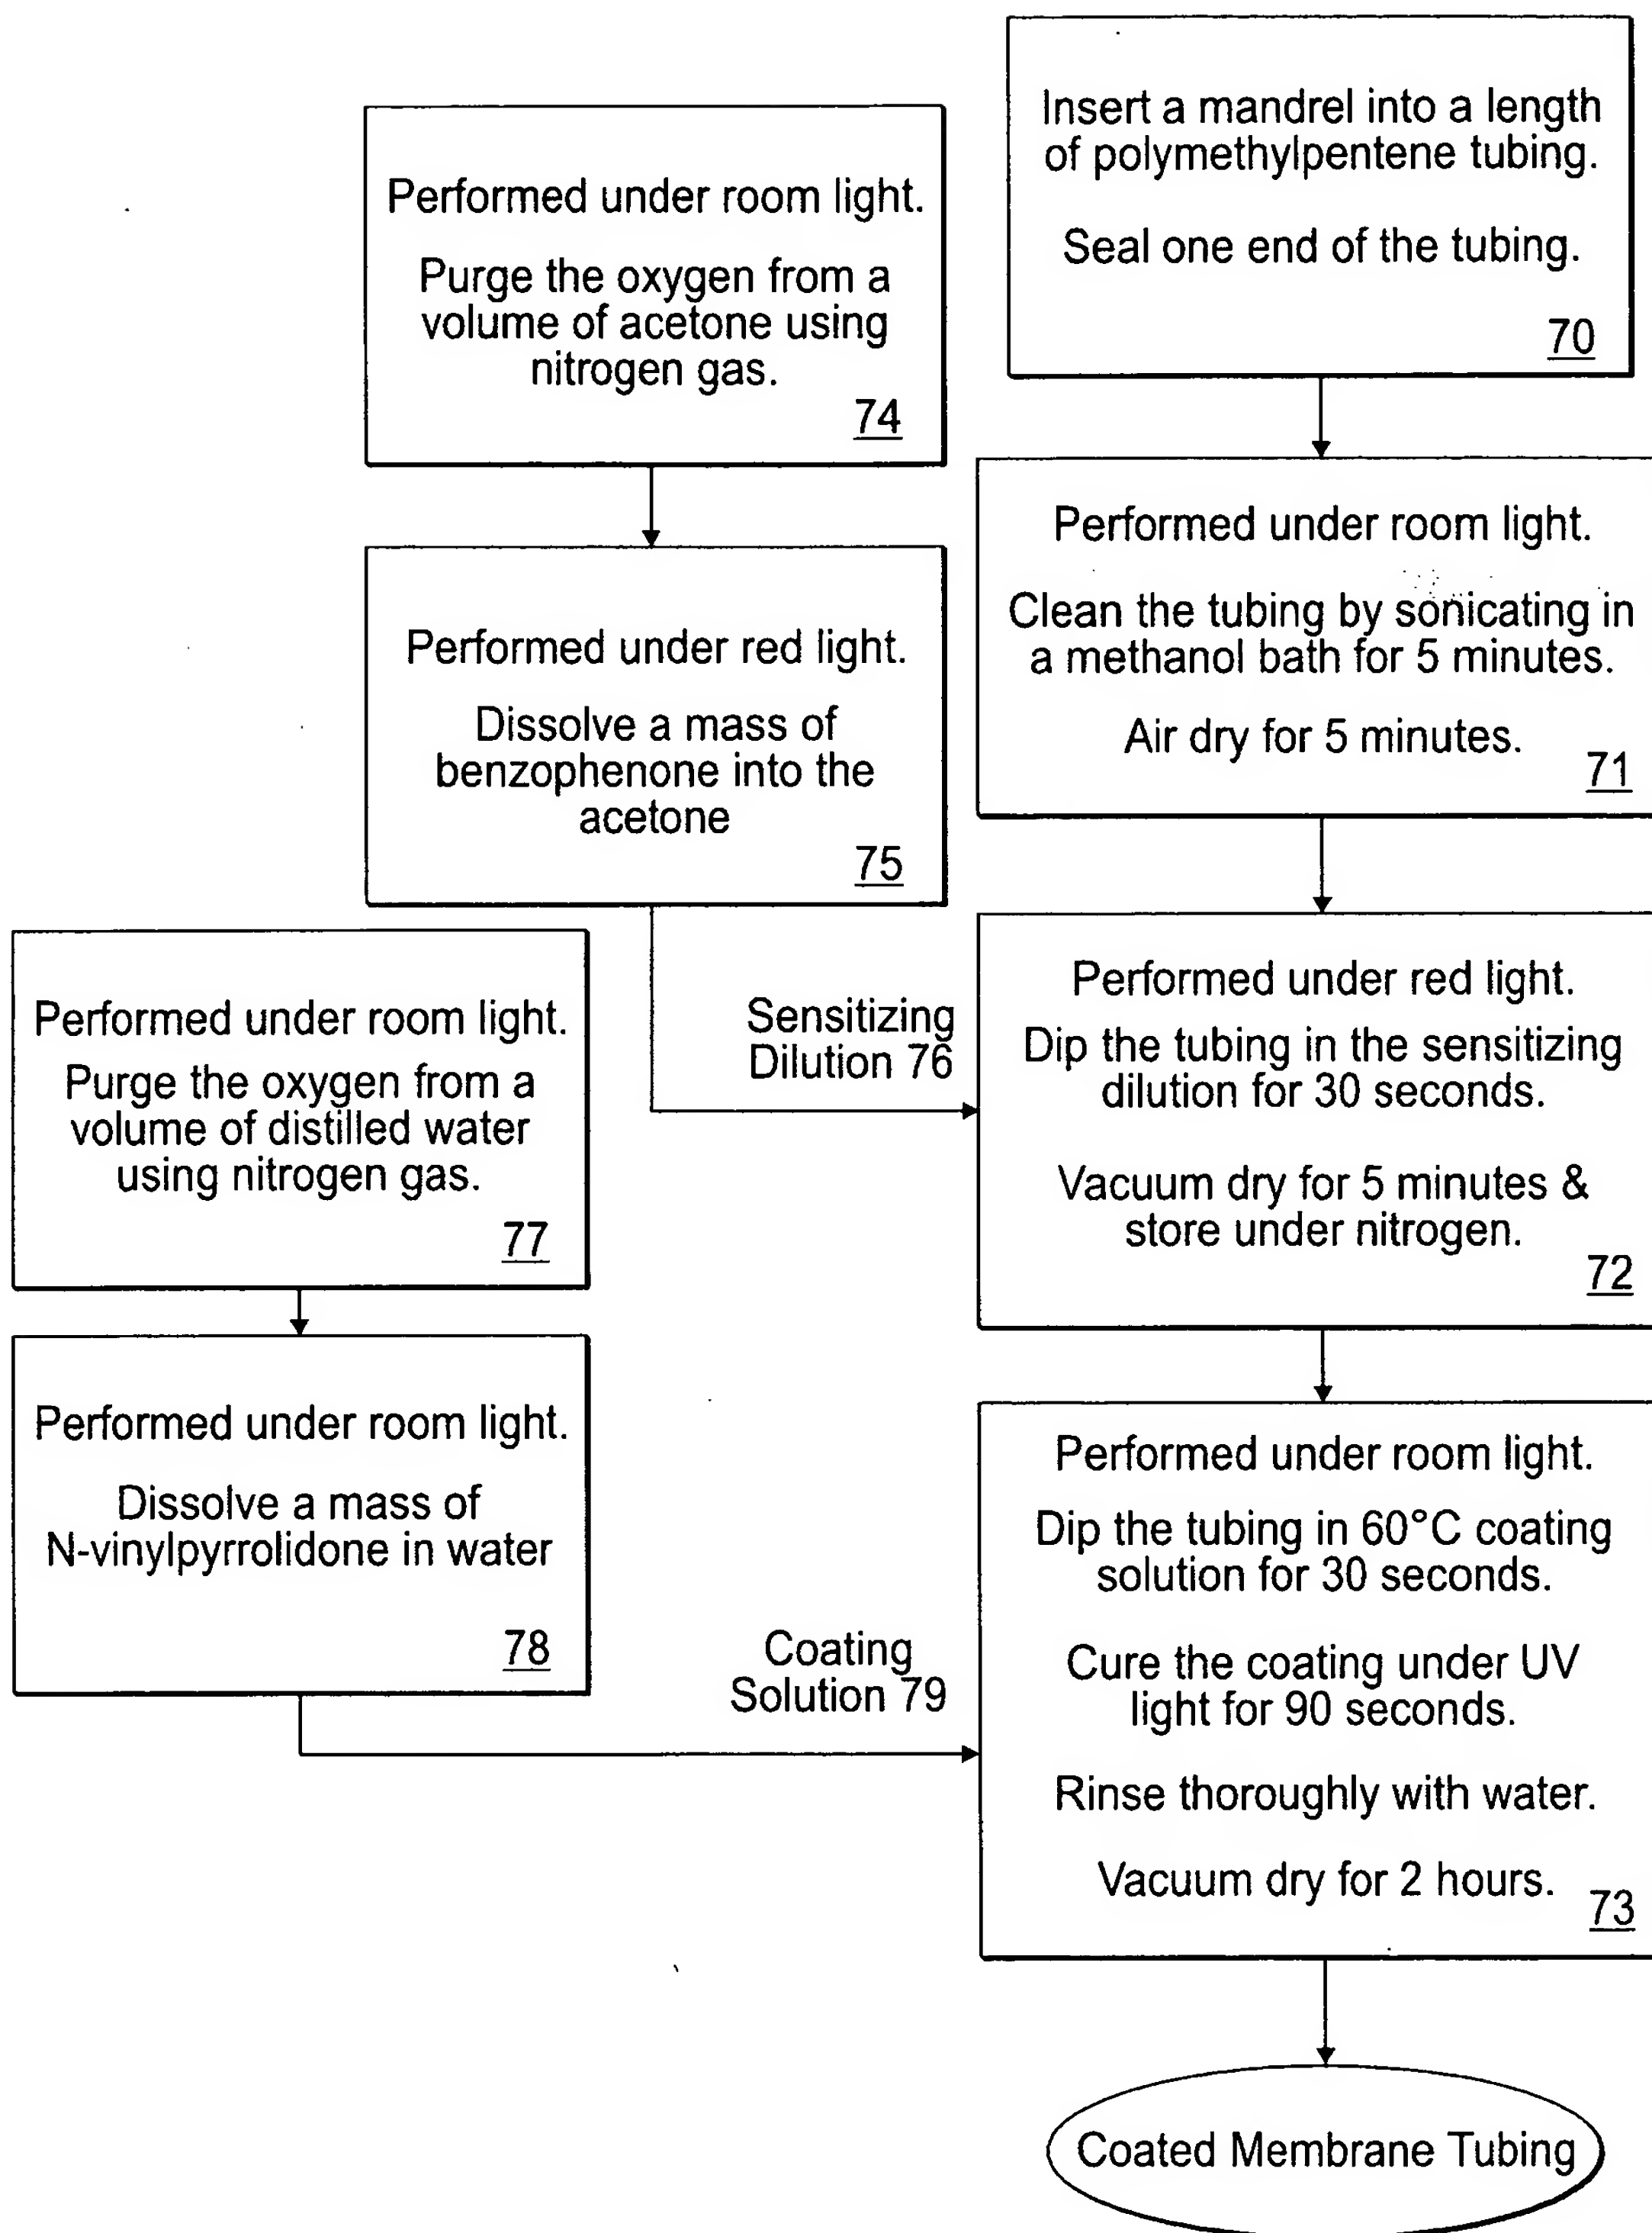 Insert a mandrel into a length
of polymethylpentene tubing.
Seal one end of the tubing.
70
Performed under room light.
Purge the oxygen from a
volume of acetone using
nitrogen gas.
74
Performed under room light.
Clean the tubing by sonicating in
a methanol bath for 5 minutes.
Air dry for 5 minutes.
71
Performed under red light.
Dissolve a mass of
benzophenone into the
acetone
75
Sensitizing
Dilution 76
Performed under red light.
Dip the tubing in the sensitizing
dilution for 30 seconds.
Vacuum dry for 5 minutes &
store under nitrogen.
72
Performed under room light.
Purge the oxygen from a
volume of distilled water
using nitrogen gas.
77
Performed under room light.
Dissolve a mass of
N-vinylpyrrolidone in water
78
Coating
Solution 79
Performed under room light.
Dip the tubing in 60°C coating
solution for 30 seconds.
Cure the coating under UV
light for 90 seconds.
Rinse thoroughly with water.
Vacuum dry for 2 hours.
73
Coated Membrane Tubing